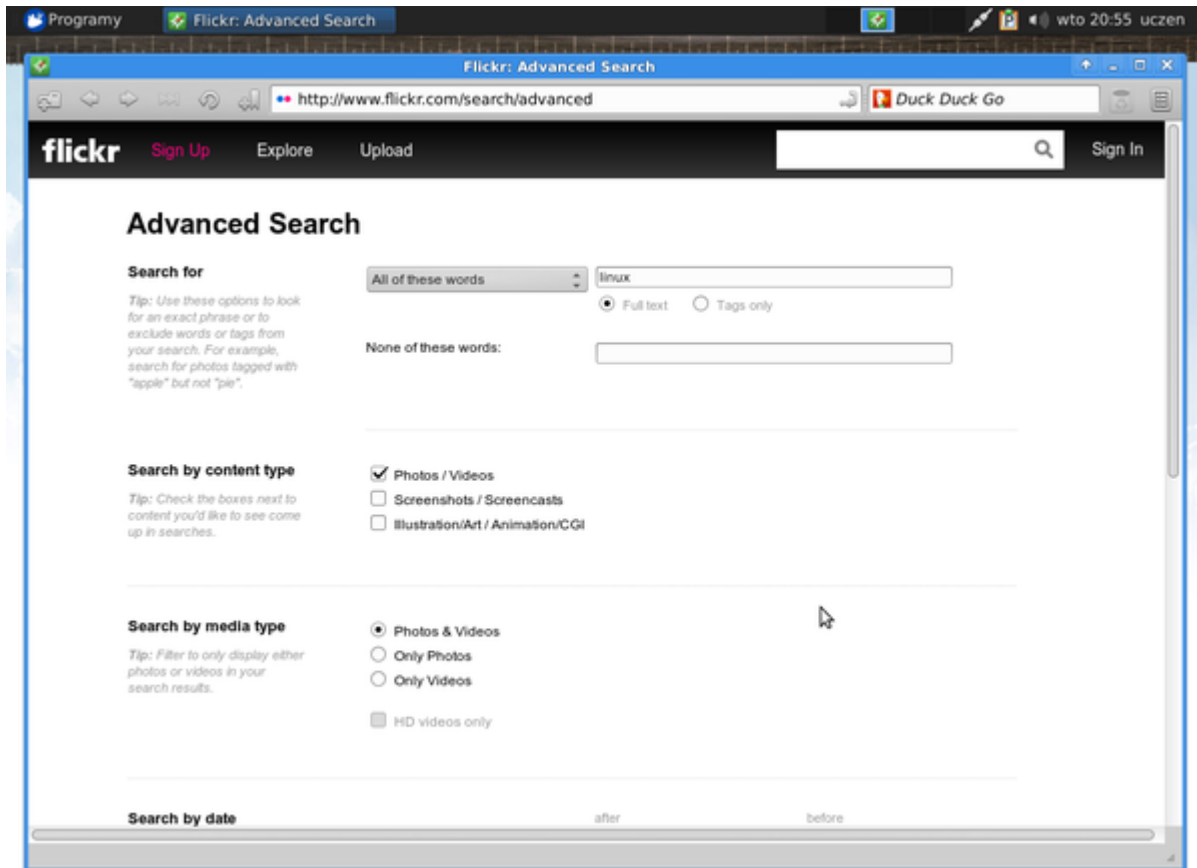 Programy
Flickr: Advanced Search
wto 20:55 uczen
Flickr: Advanced Search
http://www.flickr.com/search/advanced
Duck Duck Go
flickr
Sign Up
Explore
Upload
Sign In
Advanced Search
Search for
Tip: Use these options to look
for an exact phrase or to
exclude words or tags from
your search. For example,
search for photos tagged with
"apple" but not "pie".
All of these words
linux
Full text
Tags only
None of these words:
Search by content type
Tip: Check the boxes next to
content you'd like to see come
up in searches.
Photos / Videos
Screenshots / Screencasts
Illustration/Art / Animation/CGI
Search by media type
Tip: Filter to only display either
photos or videos in your
search results.
Photos & Videos
Only Photos
Only Videos
HD videos only
Search by date
after
before